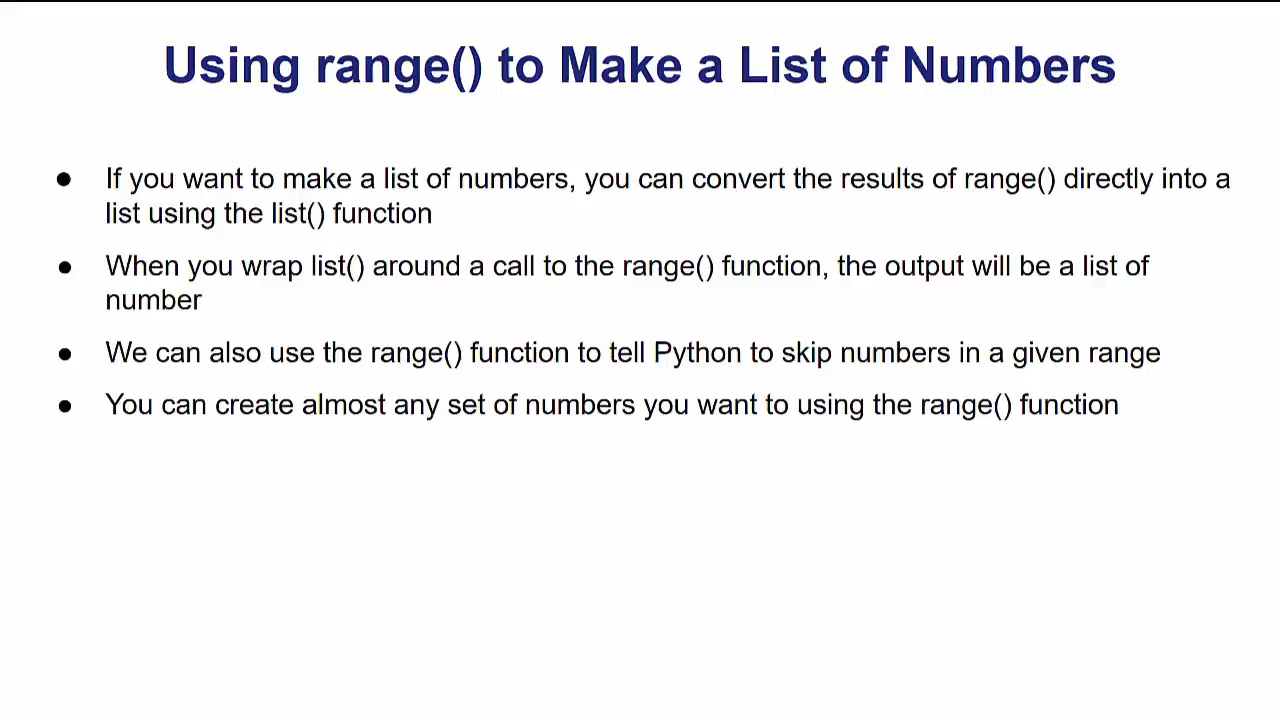 Using range() to Make a List of Numbers
● If you want to make a list of numbers, you can convert the results of range() directly into a
list using the list() function
● When you wrap list() around a call to the range() function, the output will be a list of
number
● We can also use the range() function to tell Python to skip numbers in a given range
● You can create almost any set of numbers you want to using the range() function